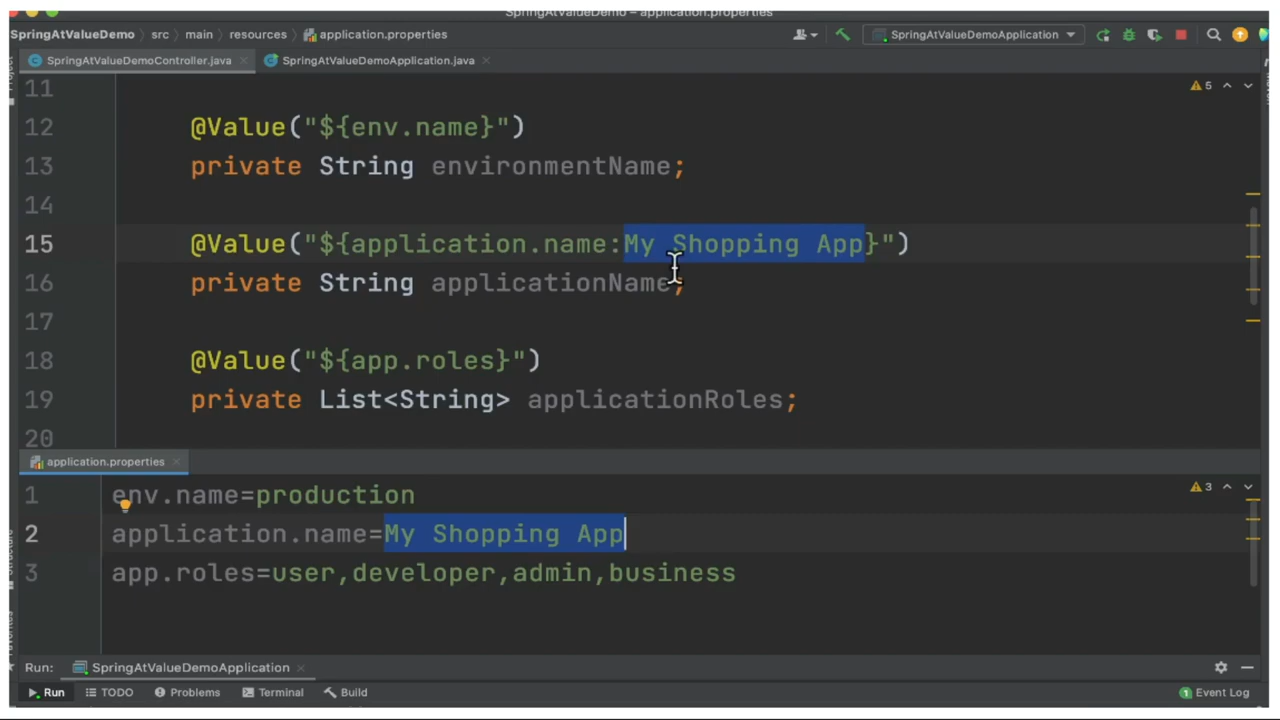 SpringAtValueDemo – application.properties
SpringAtValueDemo src main resources application.properties SpringAtValueDemoApplication
SpringAtValueDemoController.java SpringAtValueDemoApplication.java
11
5
12 @Value("${env.name}")
13 private String environmentName;
14
15 @Value("${application.name:My Shopping App}")
16 private String applicationName;
17
18 @Value("${app.roles}")
19 private List<String> applicationRoles;
20
application.properties
1 env.name=production
3
2 application.name=My Shopping App
3 app.roles=user,developer,admin,business
Structure
Favorites
Run: SpringAtValueDemoApplication
Run TODO Problems Terminal Build 1 Event Log